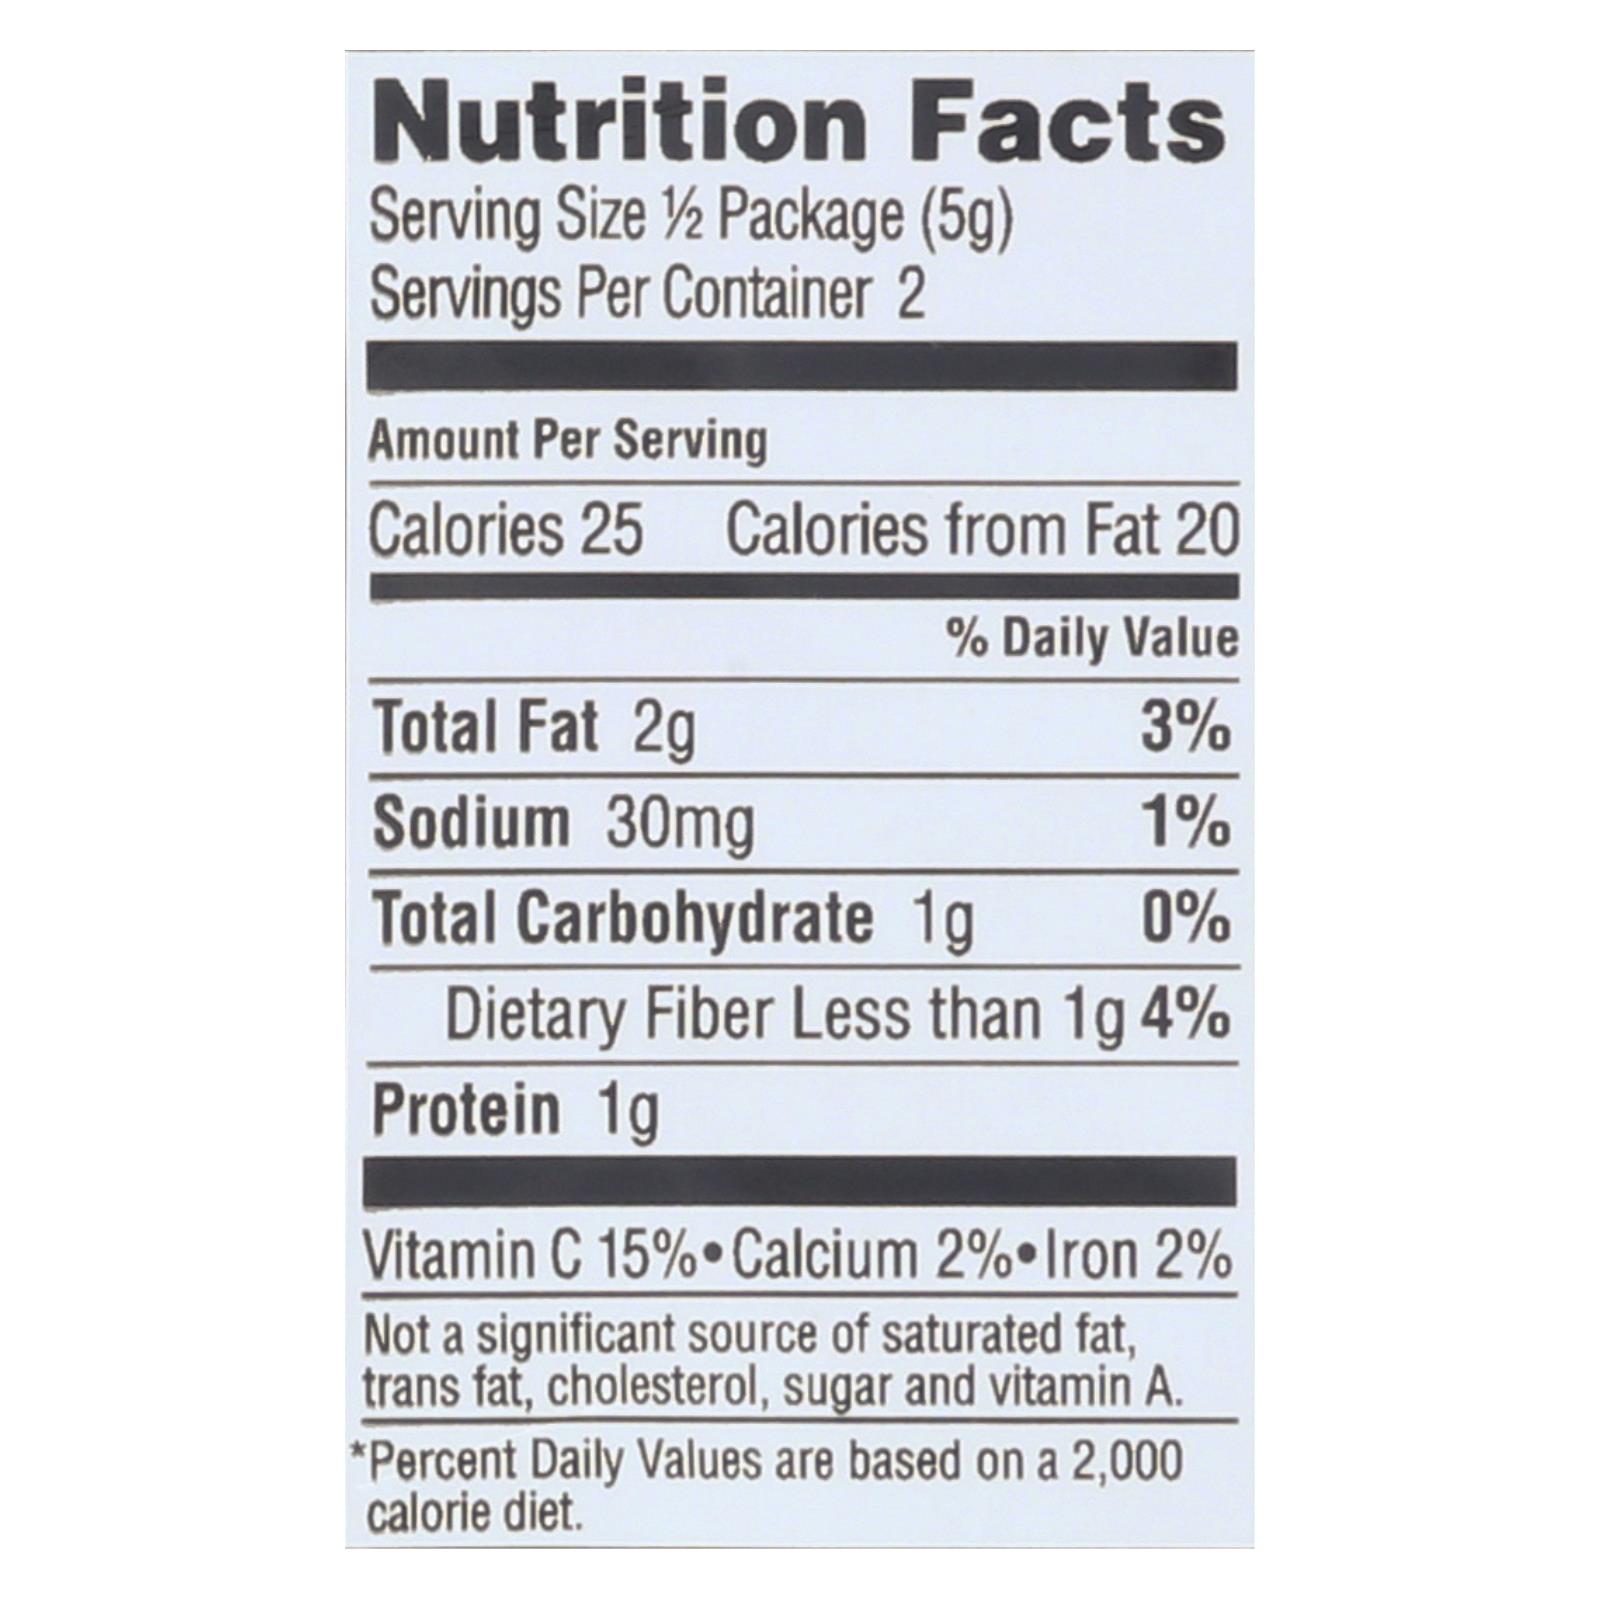 Nutrition Facts
Serving Size ½ Package (5g)
Servings Per Container 2
Amount Per Serving
Calories 25 Calories from Fat 20
% Daily Value
Total Fat 2g 3%
Sodium 30mg 1%
Total Carbohydrate 1g 0%
Dietary Fiber Less than 1g 4%
Protein 1g
Vitamin C 15%•Calcium 2%•Iron 2%
Not a significant source of saturated fat,
trans fat, cholesterol, sugar and vitamin A.
*Percent Daily Values are based on a 2,000
calorie diet.